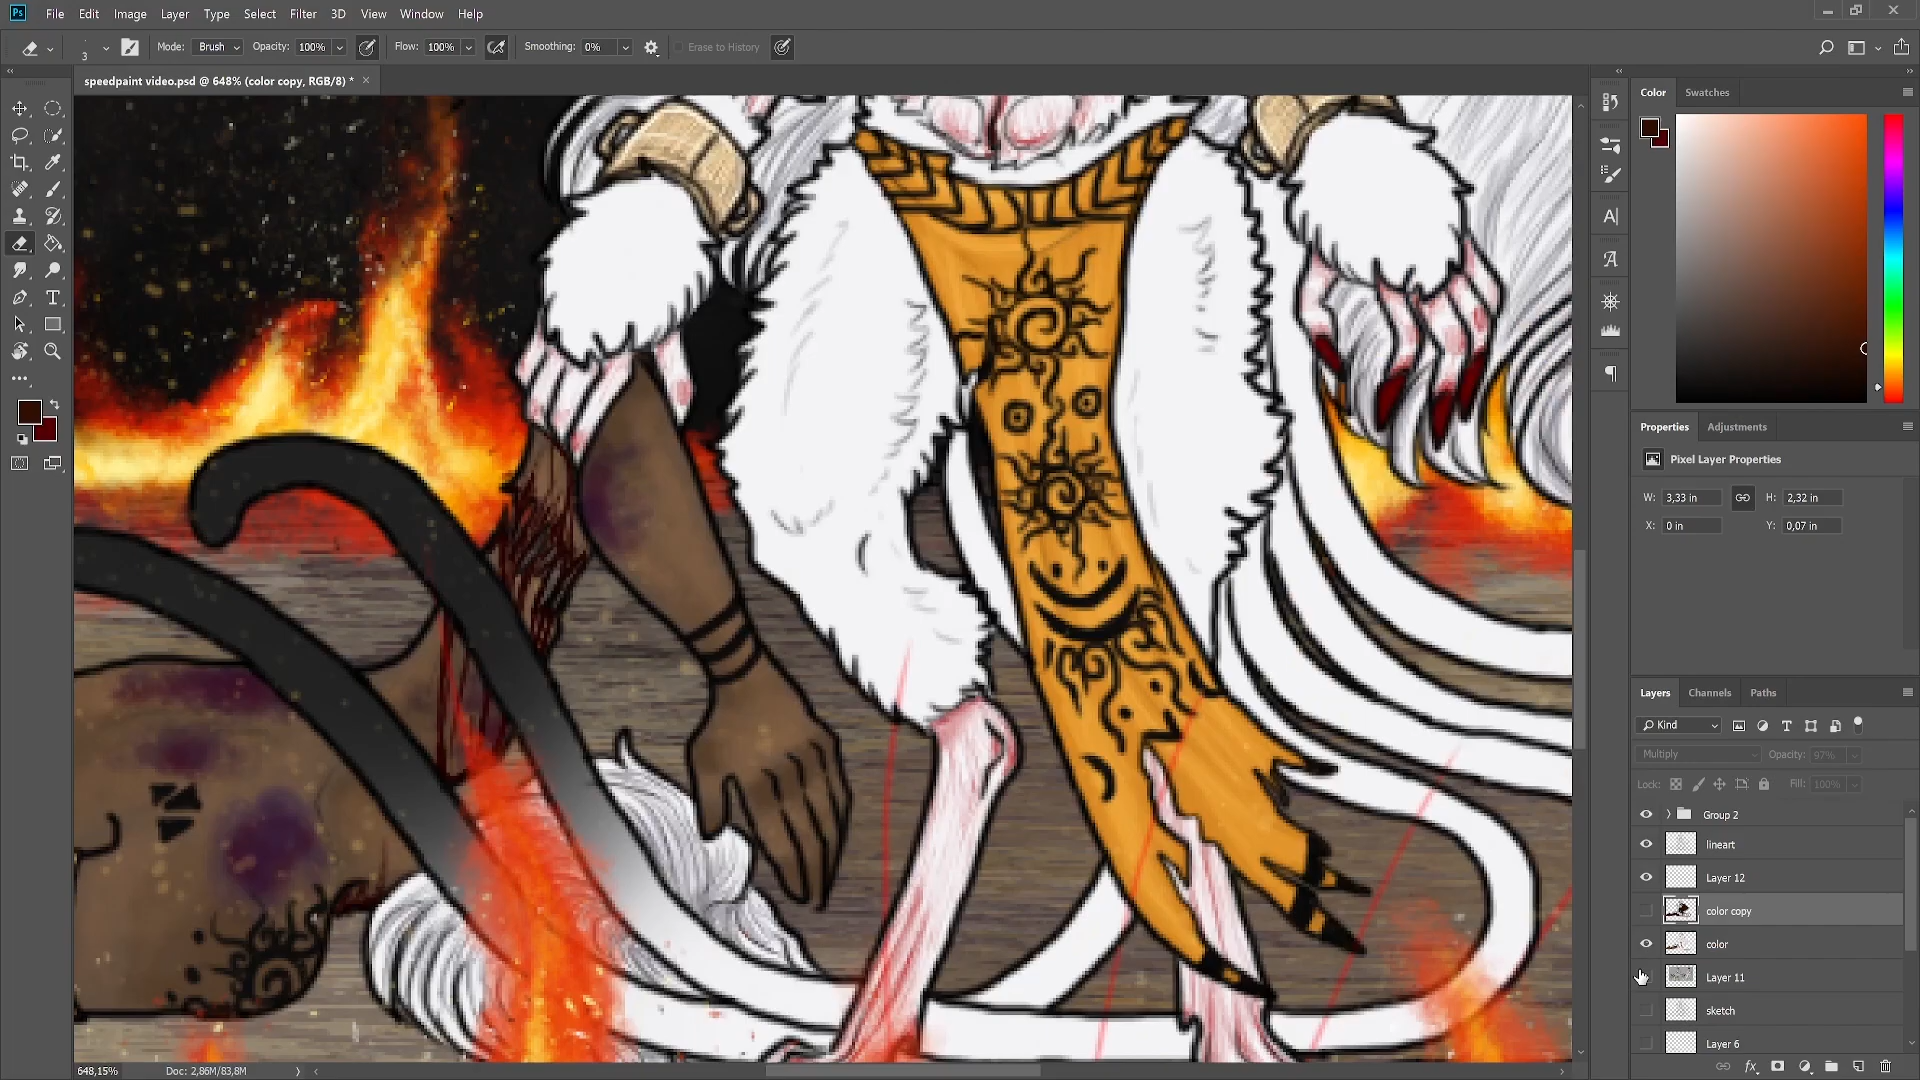 Ps File Edit Image Layer Type Select Filter 3D View Window Help
3 Mode: Brush Opacity: 100% Flow: 100% Smoothing: 0% Erase to History
speedpaint video.psd @ 648% (color copy, RGB/8) *
Color Swatches
Properties Adjustments
Pixel Layer Properties
W: 3,33 in H: 2,32 in
X: 0 in Y: 0,07 in
Layers Channels Paths
Kind
Multiply Opacity: 97%
Lock: Fill: 100%
Group 2
lineart
Layer 12
color copy
color
Layer 11
sketch
Layer 6
648,15% Doc: 2,86M/83,8M